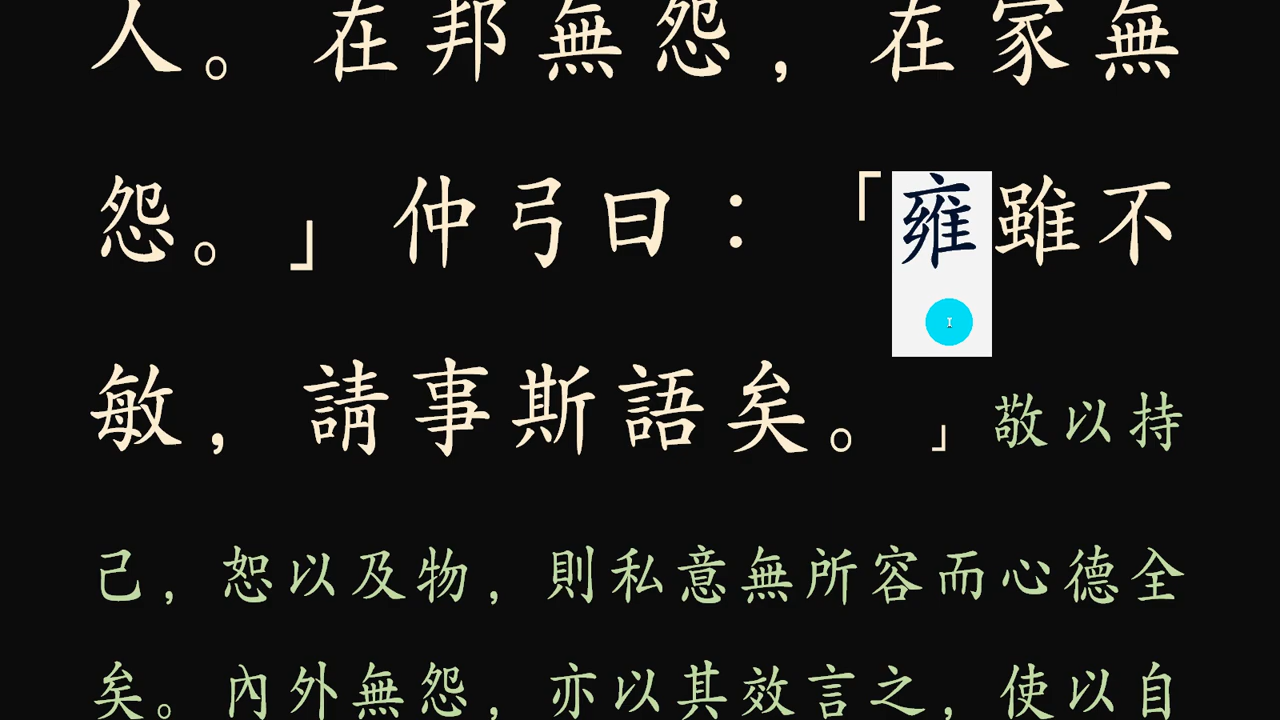 人。在邦無怨，在家無
怨。」仲弓曰：「雍雖不
敏，請事斯語矣。」敬以持
己，恕以及物，則私意無所容而心德全
矣。內外無怨，亦以其效言之，使以自